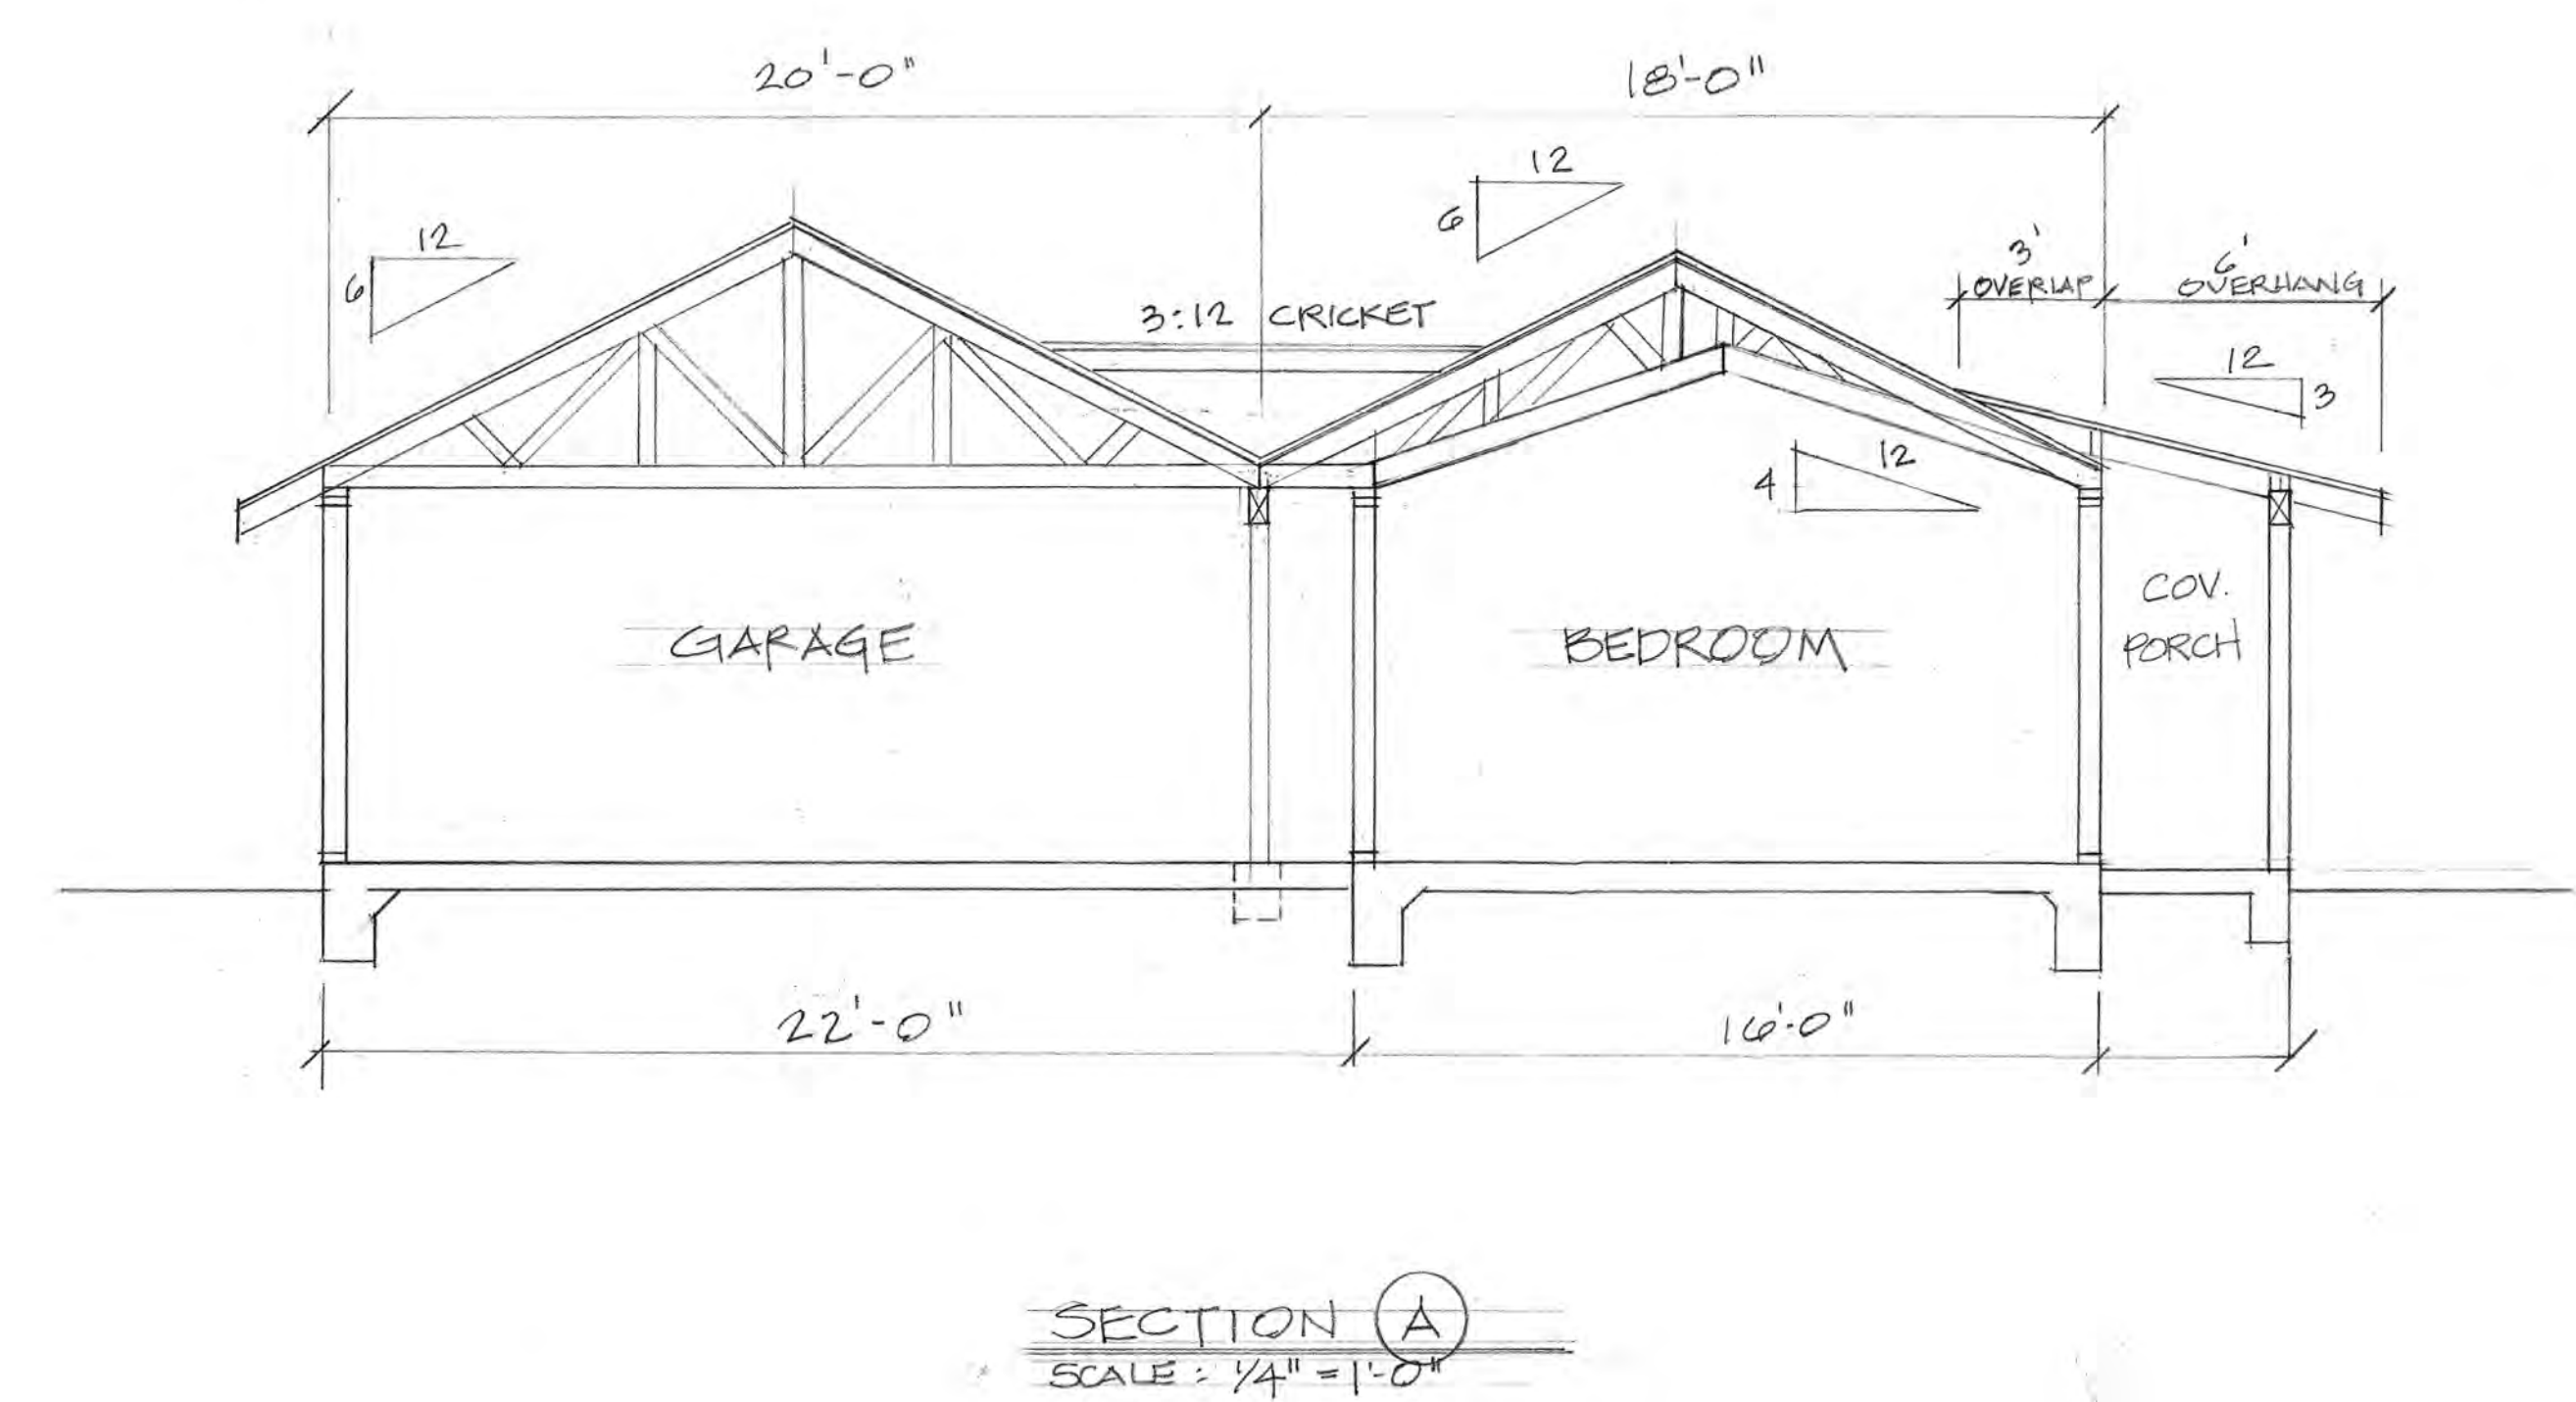 20'-0"
18'-0"
12
6
12
6
3:12 CRICKET
3'
OVERLAP
6'
OVERHANG
12
3
12
4
GARAGE
BEDROOM
COV.
PORCH
22'-0"
16'-0"
SECTION A
SCALE : 1/4" = 1'-0"